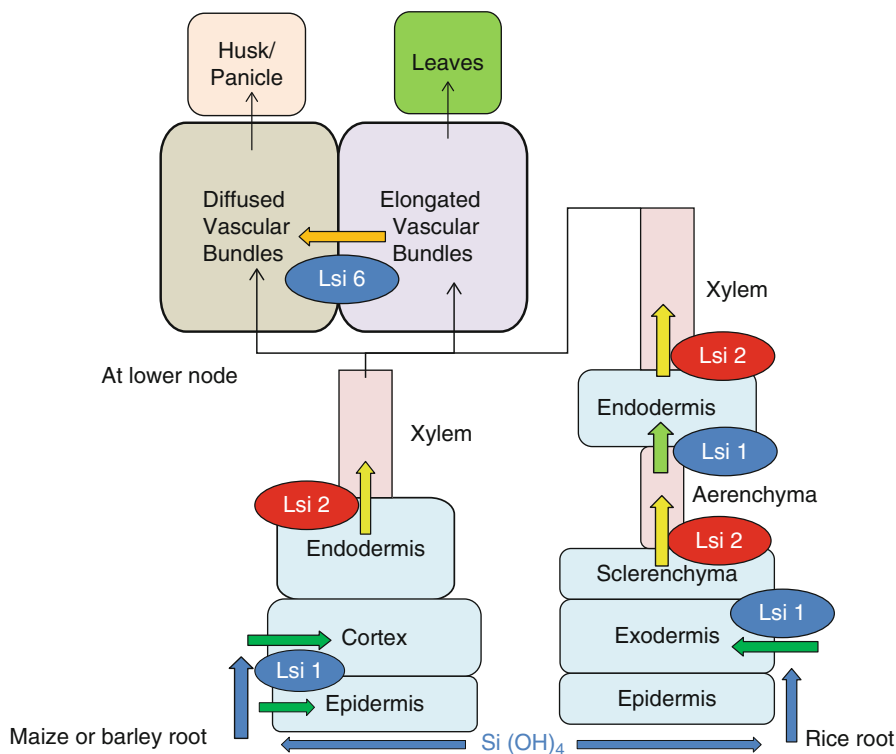 Husk/
Panicle
Leaves
Diffused
Vascular
Bundles
Elongated
Vascular
Bundles
Lsi 6
At lower node
Xylem
Lsi 2
Endodermis
Cortex
Lsi 1
Epidermis
Maize or barley root
Xylem
Lsi 2
Endodermis
Lsi 1
Aerenchyma
Lsi 2
Sclerenchyma
Lsi 1
Exodermis
Epidermis
Rice root
Si (OH)4